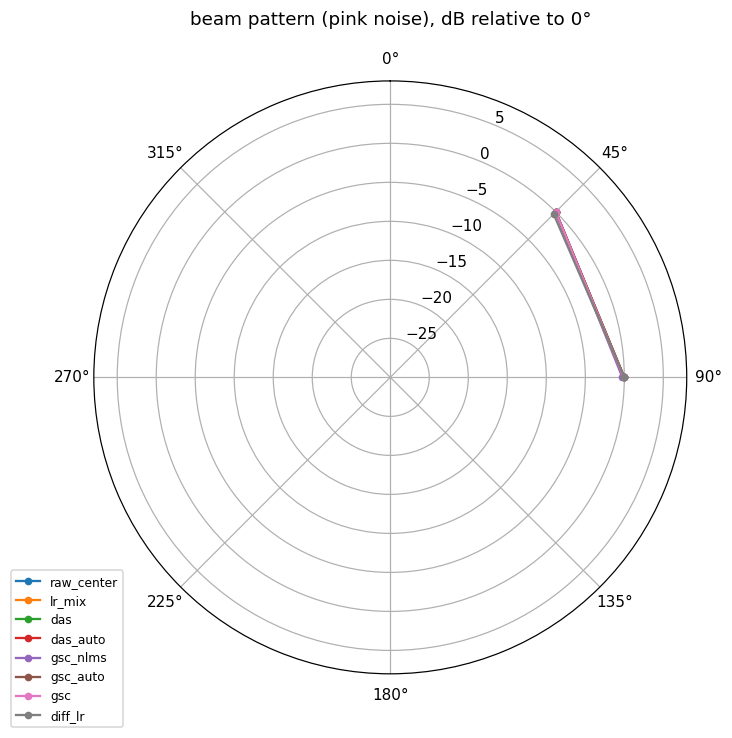 beam pattern (pink noise), dB relative to 0°
0°
5
315°
45°
0
−5
−10
−15
−20
−25
270°
90°
225°
135°
180°
raw_center
lr_mix
das
das_auto
gsc_nlms
gsc_auto
gsc
diff_lr